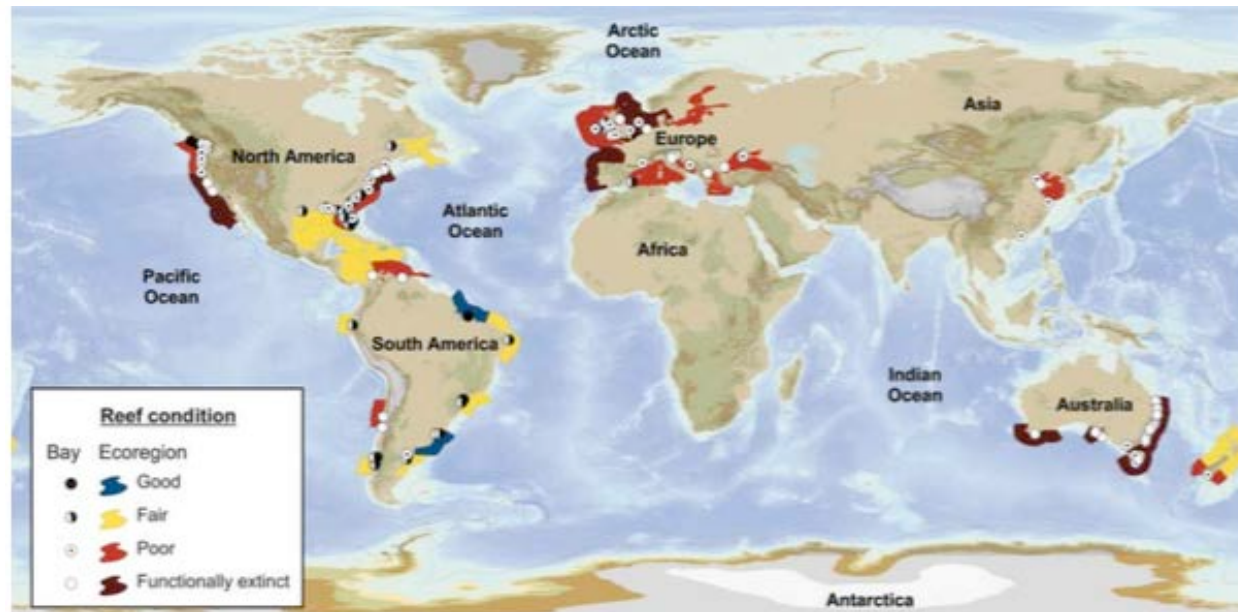 Arctic
Ocean
Asia
Europe
North America
Atlantic
Ocean
Africa
Pacific
Ocean
South America
Indian
Ocean
Australia
Reef condition
Bay Ecoregion
Good
Fair
Poor
Functionally extinct
Antarctica